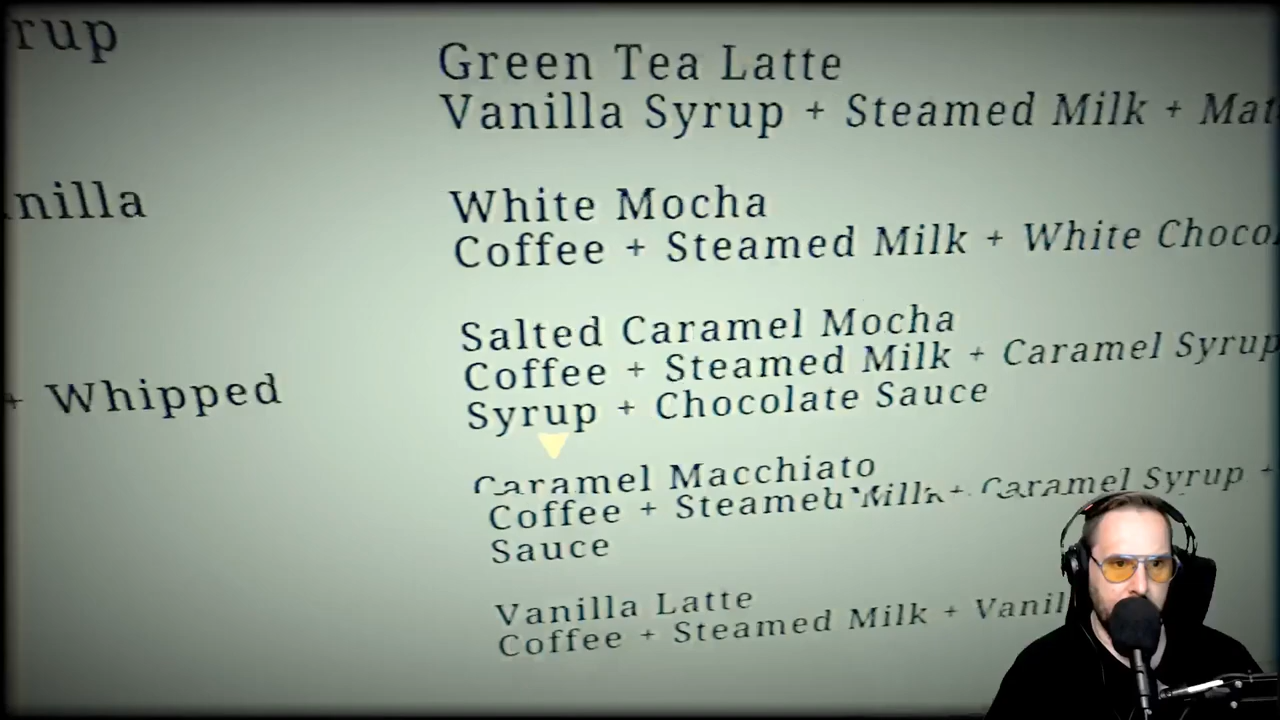 rup
nilla
+ Whipped
Green Tea Latte
Vanilla Syrup + Steamed Milk + Mat
White Mocha
Coffee + Steamed Milk + White Choco
Salted Caramel Mocha
Coffee + Steamed Milk + Caramel Syrup
Syrup + Chocolate Sauce
Caramel Macchiato
Coffee + Steamed Milk + Caramel Syrup +
Sauce
Vanilla Latte
Coffee + Steamed Milk + Vanil